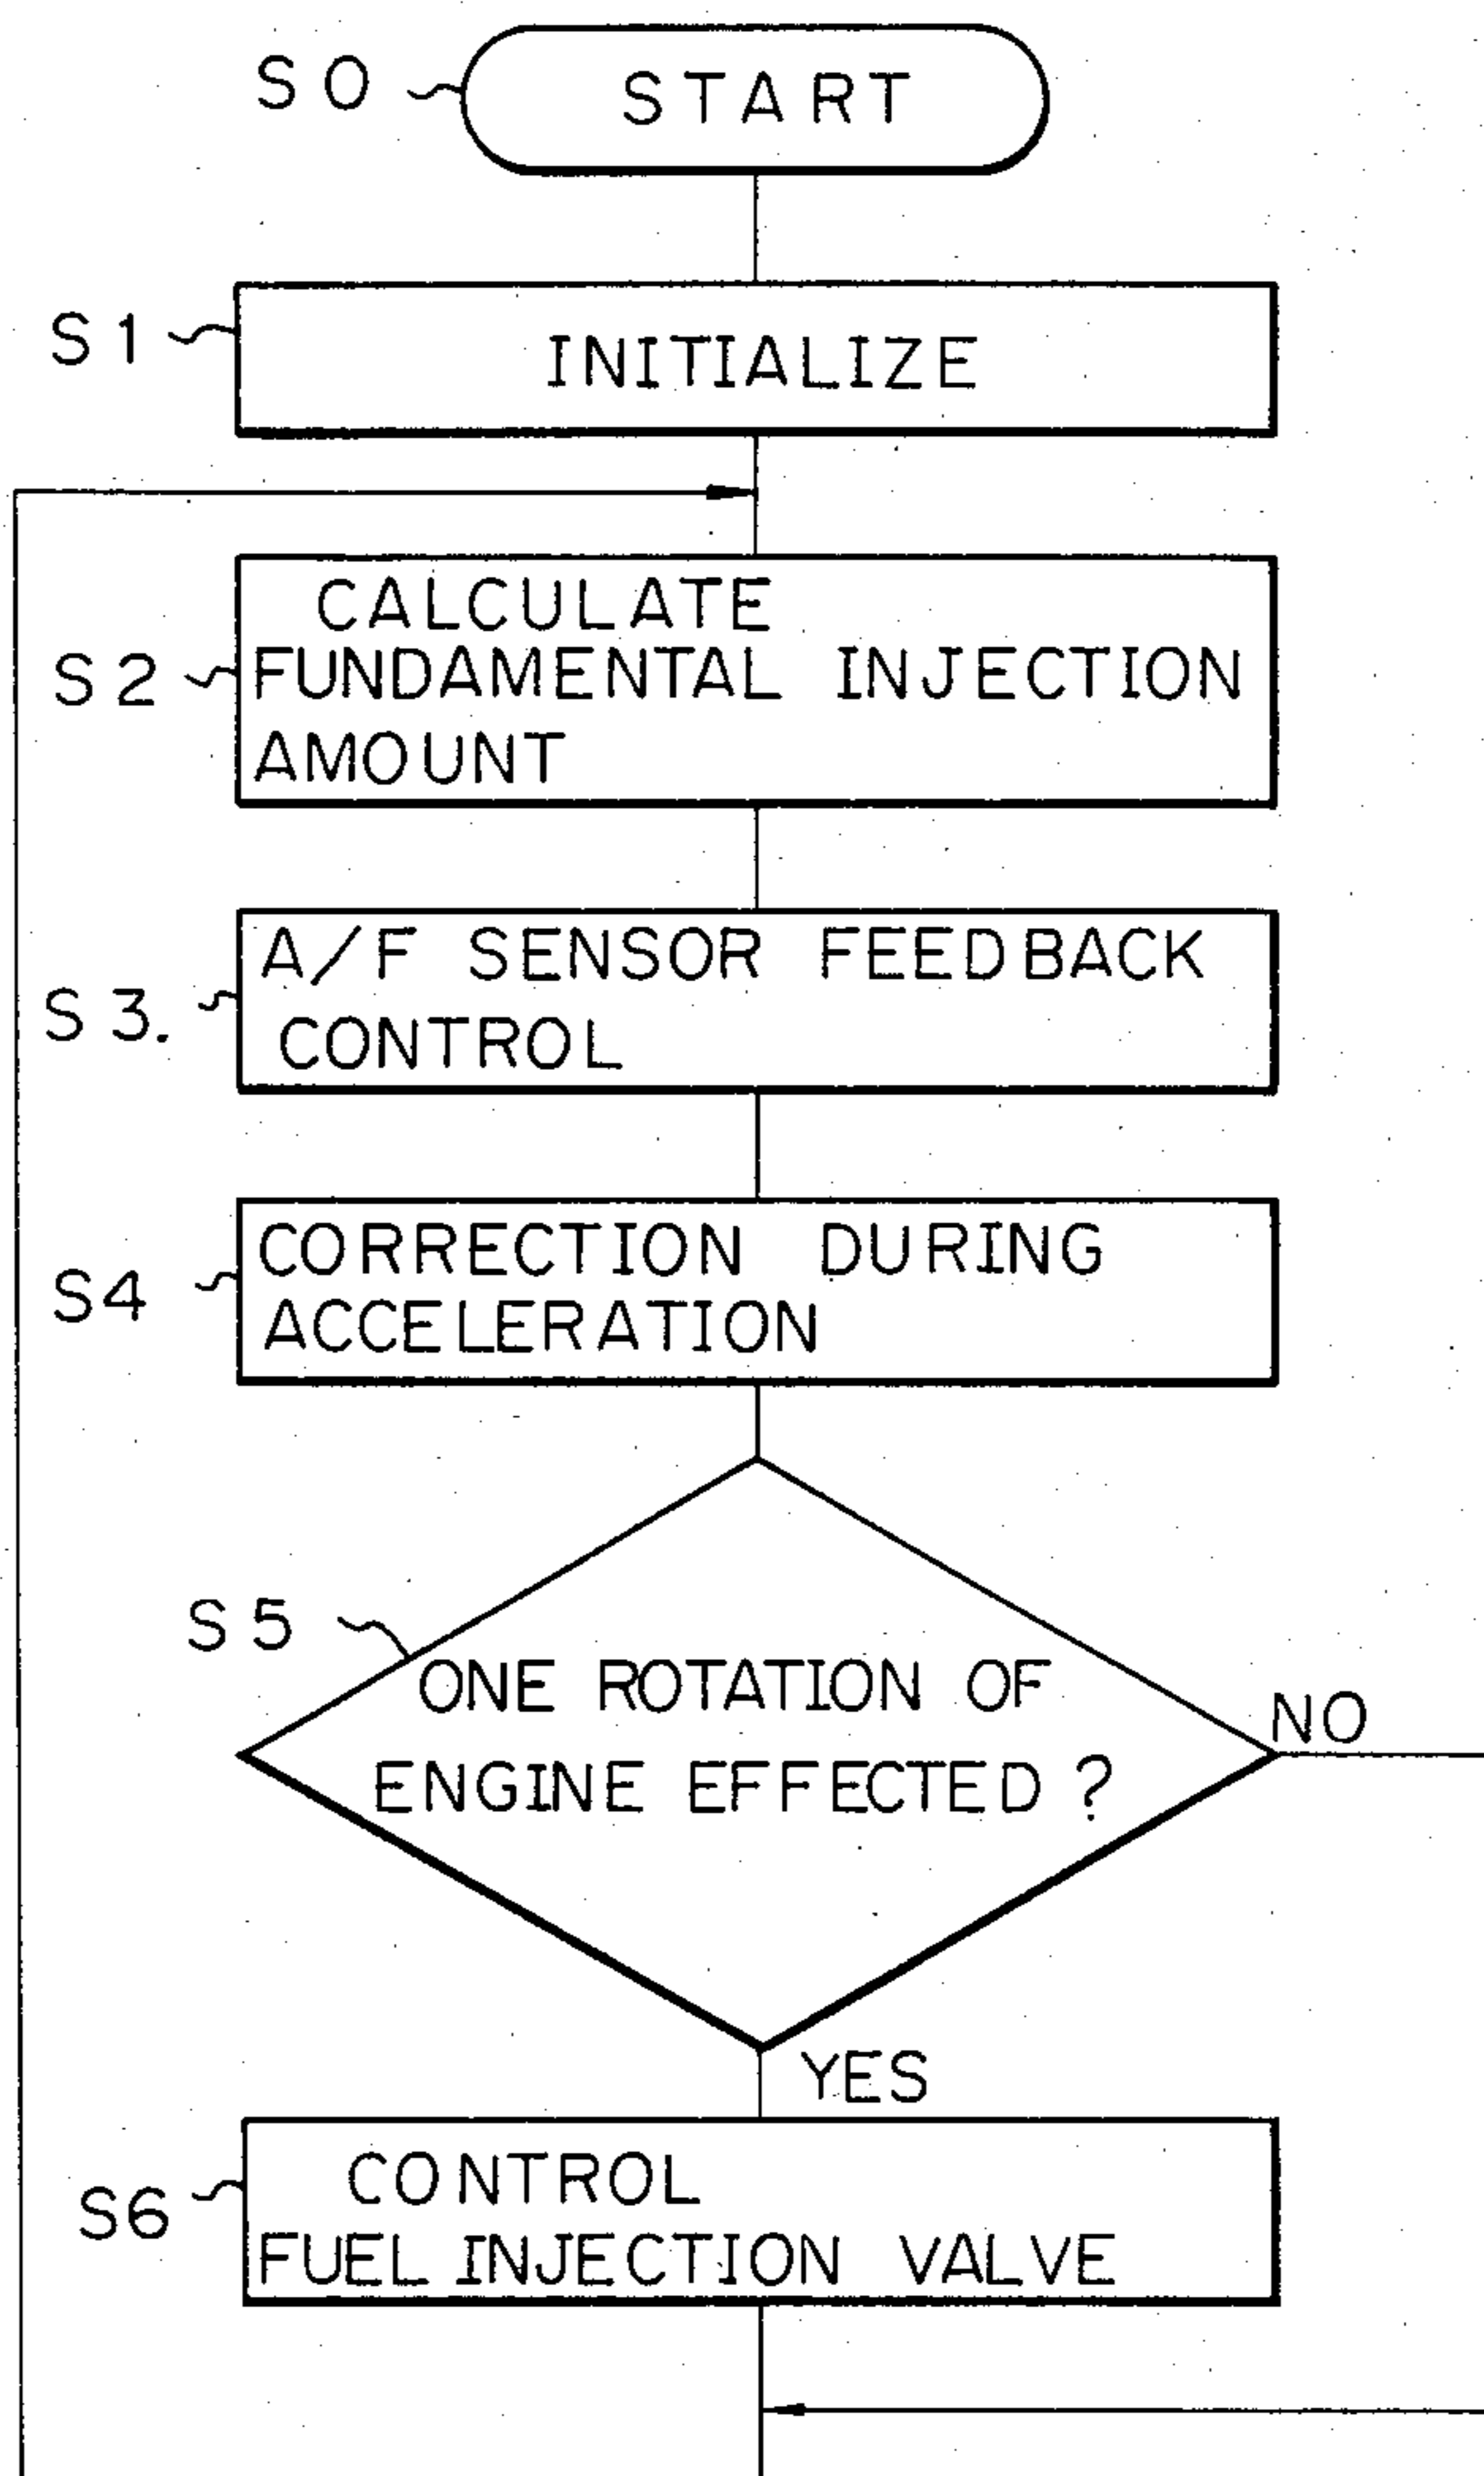 S0 START
S1 INITIALIZE
CALCULATE
S2 FUNDAMENTAL INJECTION
AMOUNT
A/F SENSOR FEEDBACK
S3.
CONTROL
CORRECTION DURING
S4
ACCELERATION
S5
ONE ROTATION OF
NO
ENGINE EFFECTED ?
YES
CONTROL
S6
FUEL INJECTION VALVE